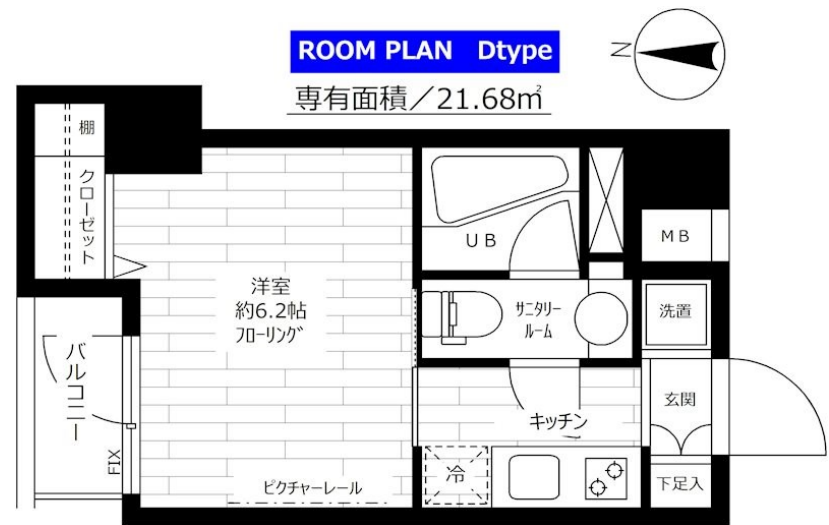 ROOM PLAN Dtype
専有面積／21.68㎡
N
棚
クローゼット
UB
MB
洋室
約6.2帖
フローリング
サニタリー
ルーム
洗置
バルコニー
FIX
キッチン
玄関
冷
下足入
ピクチャーレール